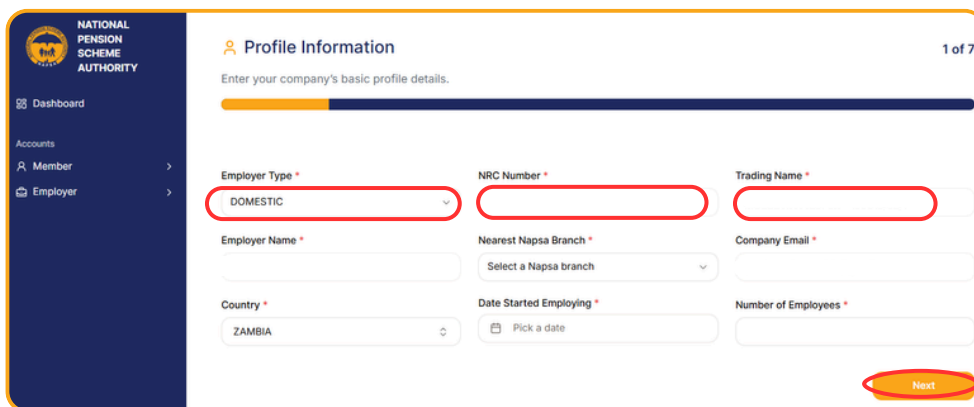 NATIONAL
PENSION
SCHEME
AUTHORITY
Dashboard
Accounts
Member
Employer
Profile Information
1 of 7
Enter your company's basic profile details.
Employer Type *
NRC Number *
Trading Name *
DOMESTIC
Employer Name *
Nearest Napsa Branch *
Company Email *
Select a Napsa branch
Country *
Date Started Employing *
Number of Employees *
ZAMBIA
Pick a date
Next